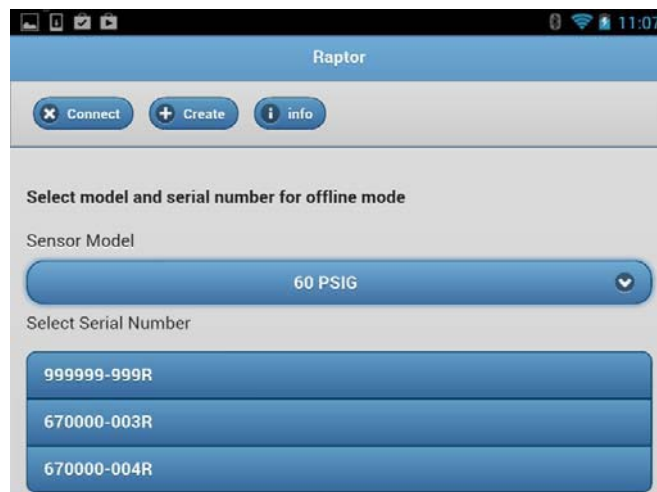 11:07
Raptor
Connect Create info
Select model and serial number for offline mode
Sensor Model
60 PSIG
Select Serial Number
999999-999R
670000-003R
670000-004R